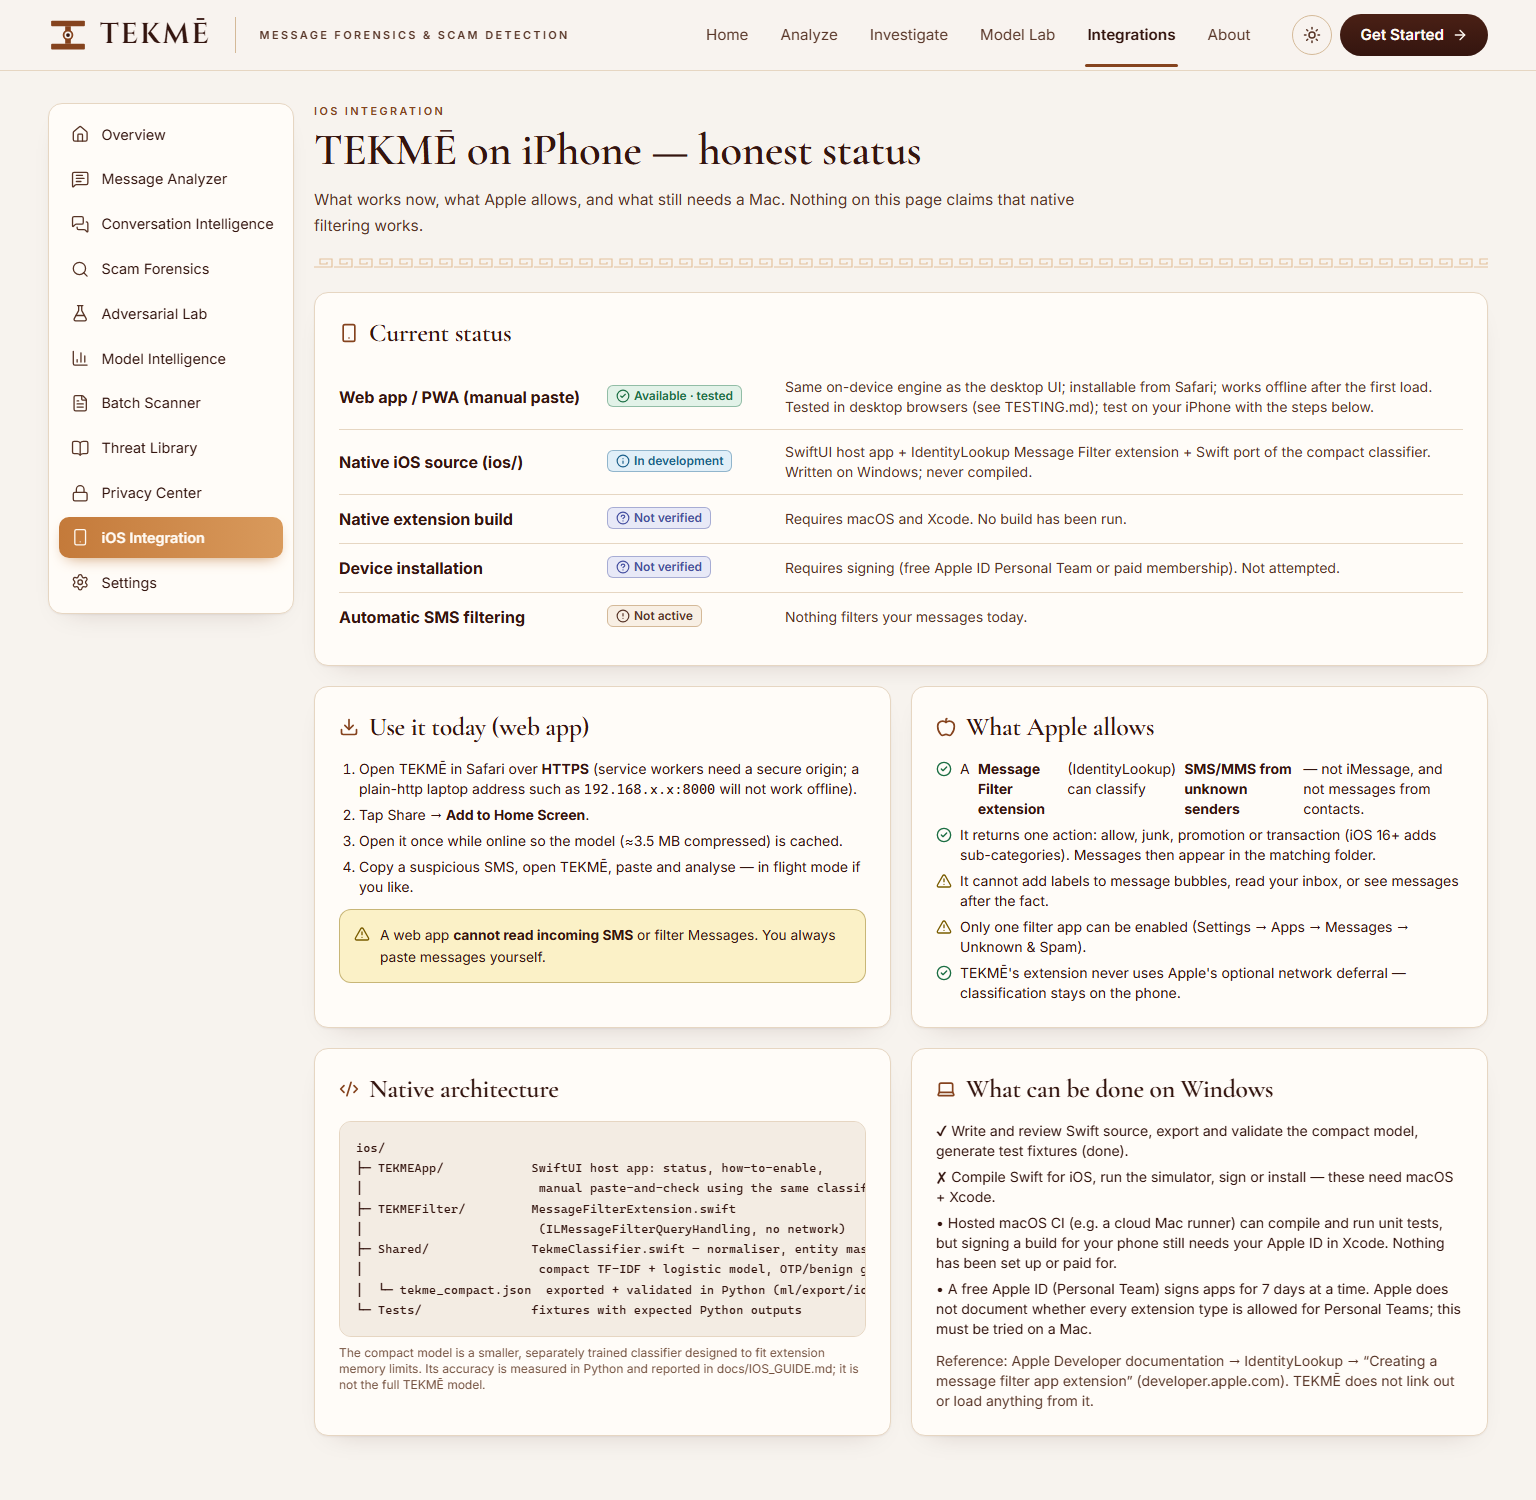 TEKMĒ
MESSAGE FORENSICS & SCAM DETECTION
Home Analyze Investigate Model Lab Integrations About
Get Started →
Overview
Message Analyzer
Conversation Intelligence
Scam Forensics
Adversarial Lab
Model Intelligence
Batch Scanner
Threat Library
Privacy Center
iOS Integration
Settings
IOS INTEGRATION
TEKMĒ on iPhone — honest status
What works now, what Apple allows, and what still needs a Mac. Nothing on this page claims that native
filtering works.
Current status
Web app / PWA (manual paste)
Available · tested
Same on-device engine as the desktop UI; installable from Safari; works offline after the first load.
Tested in desktop browsers (see TESTING.md); test on your iPhone with the steps below.
Native iOS source (ios/)
In development
SwiftUI host app + IdentityLookup Message Filter extension + Swift port of the compact classifier.
Written on Windows; never compiled.
Native extension build
Not verified
Requires macOS and Xcode. No build has been run.
Device installation
Not verified
Requires signing (free Apple ID Personal Team or paid membership). Not attempted.
Automatic SMS filtering
Not active
Nothing filters your messages today.
Use it today (web app)
1. Open TEKMĒ in Safari over HTTPS (service workers need a secure origin; a
plain-http laptop address such as 192.168.x.x:8000 will not work offline).
2. Tap Share → Add to Home Screen.
3. Open it once while online so the model (≈3.5 MB compressed) is cached.
4. Copy a suspicious SMS, open TEKMĒ, paste and analyse — in flight mode if
you like.
A web app cannot read incoming SMS or filter Messages. You always
paste messages yourself.
What Apple allows
A Message (IdentityLookup) SMS/MMS from — not iMessage, and
Filter can classify unknown not messages from
extension senders contacts.
It returns one action: allow, junk, promotion or transaction (iOS 16+ adds
sub-categories). Messages then appear in the matching folder.
It cannot add labels to message bubbles, read your inbox, or see messages
after the fact.
Only one filter app can be enabled (Settings → Apps → Messages →
Unknown & Spam).
TEKMĒ's extension never uses Apple's optional network deferral —
classification stays on the phone.
Native architecture
ios/
├─ TEKMEApp/ SwiftUI host app: status, how-to-enable,
│ manual paste-and-check using the same classif
├─ TEKMEFilter/ MessageFilterExtension.swift
│ (ILMessageFilterQueryHandling, no network)
├─ Shared/ TekmeClassifier.swift — normaliser, entity mas
│ compact TF-IDF + logistic model, OTP/benign g
│ └─ tekme_compact.json exported + validated in Python (ml/export/io
└─ Tests/ fixtures with expected Python outputs
The compact model is a smaller, separately trained classifier designed to fit extension
memory limits. Its accuracy is measured in Python and reported in docs/IOS_GUIDE.md; it is
not the full TEKMĒ model.
What can be done on Windows
✓ Write and review Swift source, export and validate the compact model,
generate test fixtures (done).
✗ Compile Swift for iOS, run the simulator, sign or install — these need macOS
+ Xcode.
• Hosted macOS CI (e.g. a cloud Mac runner) can compile and run unit tests,
but signing a build for your phone still needs your Apple ID in Xcode. Nothing
has been set up or paid for.
• A free Apple ID (Personal Team) signs apps for 7 days at a time. Apple does
not document whether every extension type is allowed for Personal Teams; this
must be tried on a Mac.
Reference: Apple Developer documentation → IdentityLookup → “Creating a
message filter app extension” (developer.apple.com). TEKMĒ does not link out
or load anything from it.